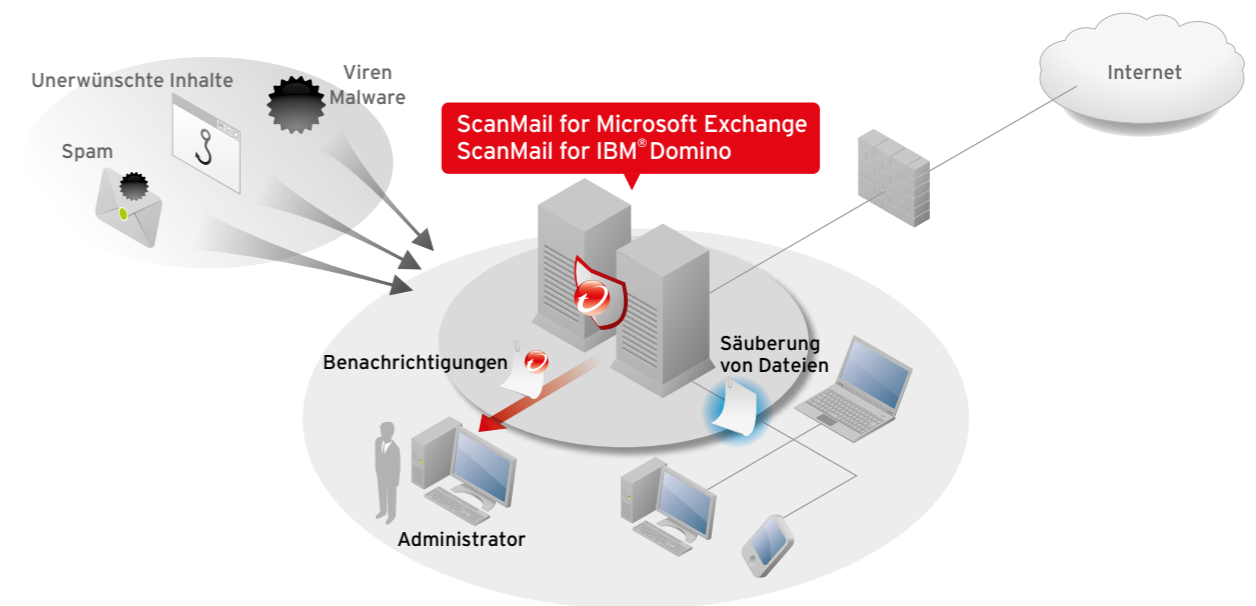 Unerwünschte Inhalte
Viren
Malware
Spam
ScanMail for Microsoft Exchange
ScanMail for IBM® Domino
Internet
Benachrichtigungen
Säuberung
von Dateien
Administrator